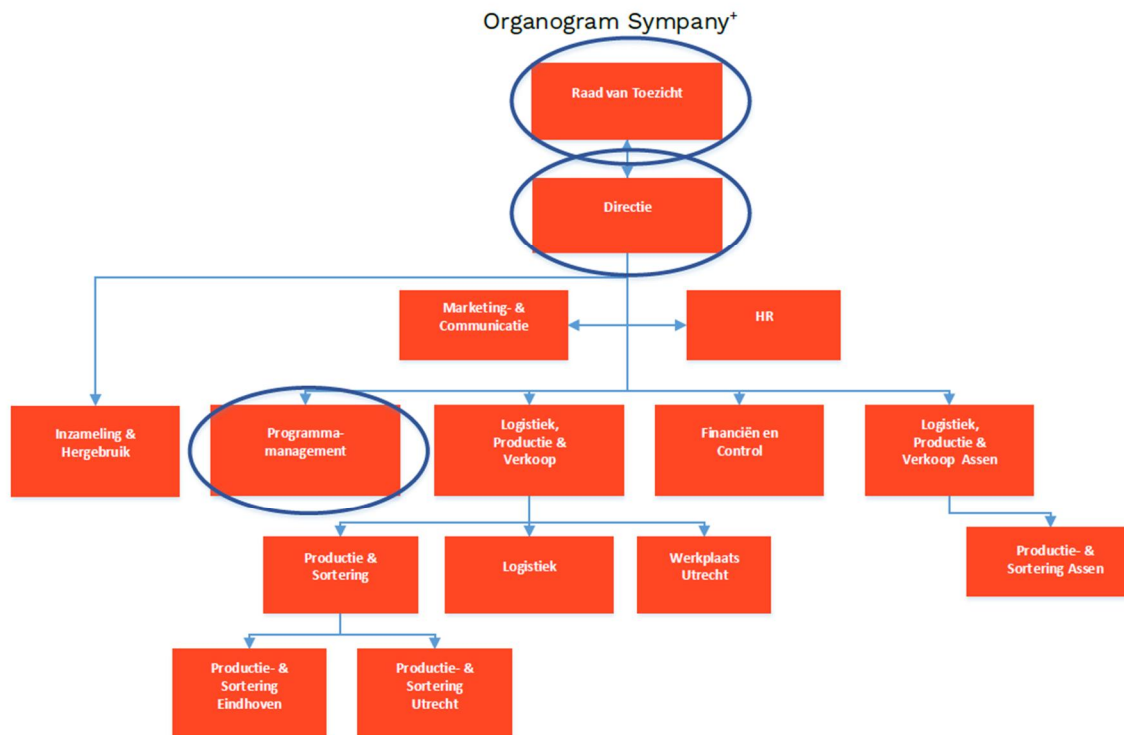 Organogram Sympany⁺
Raad van Toezicht
Directie
Marketing- &
Communicatie
HR
Inzameling &
Hergebruik
Programma-
management
Logistiek,
Productie &
Verkoop
Financiën en
Control
Logistiek,
Productie &
Verkoop Assen
Productie &
Sortering
Logistiek
Werkplaats
Utrecht
Productie- &
Sortering Assen
Productie- &
Sortering
Eindhoven
Productie- &
Sortering
Utrecht